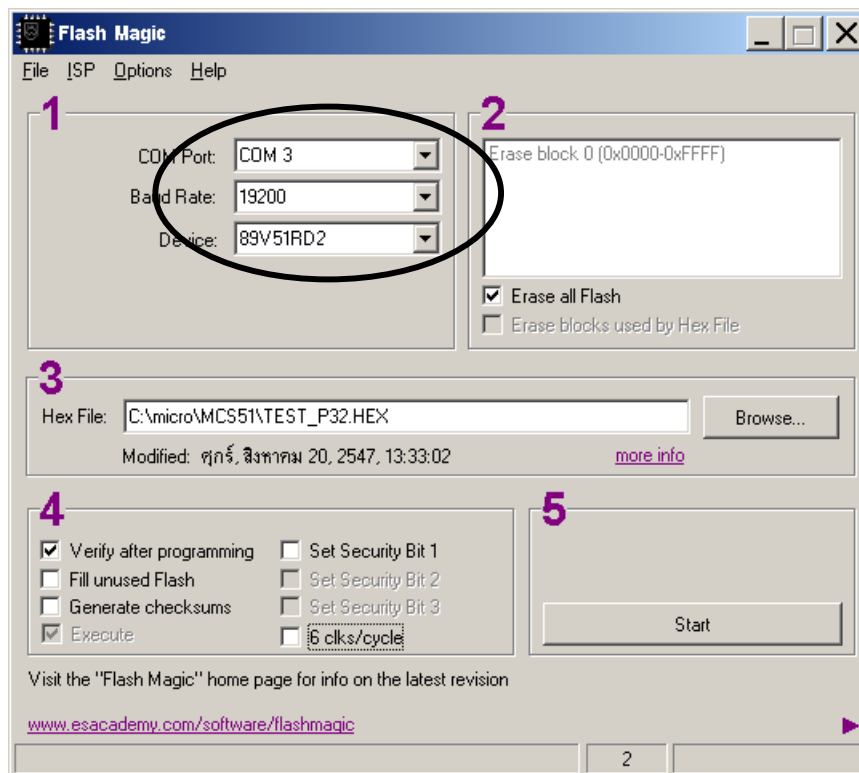 Flash Magic
File ISP Options Help
1
COM Port: COM 3
Baud Rate: 19200
Device: 89V51RD2
2
Erase block 0 (0x0000-0xFFFF)
Erase all Flash
Erase blocks used by Hex File
3
Hex File: C:\micro\MCS51\TEST_P32.HEX Browse...
Modified: ศุกร์, สิงหาคม 20, 2547, 13:33:02 more info
4
Verify after programming Set Security Bit 1
Fill unused Flash Set Security Bit 2
Generate checksums Set Security Bit 3
Execute 6 clks/cycle
5
Start
Visit the "Flash Magic" home page for info on the latest revision
www.esacademy.com/software/flashmagic
2